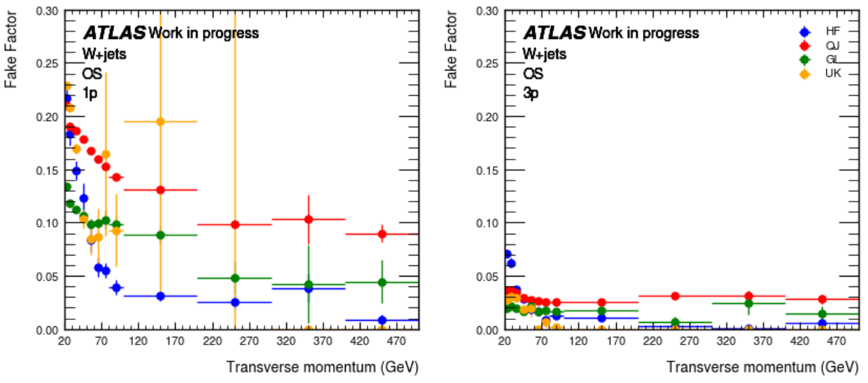 Fake Factor
0.30
0.25
0.20
0.15
0.10
0.05
0.00
ATLAS Work in progress
W+jets
OS
1p
20 70 120 170 220 270 320 370 420 470
Transverse momentum (GeV)
Fake Factor
0.30
0.25
0.20
0.15
0.10
0.05
0.00
ATLAS Work in progress
W+jets
OS
3p
HF
QJ
GL
UK
20 70 120 170 220 270 320 370 420 470
Transverse momentum (GeV)